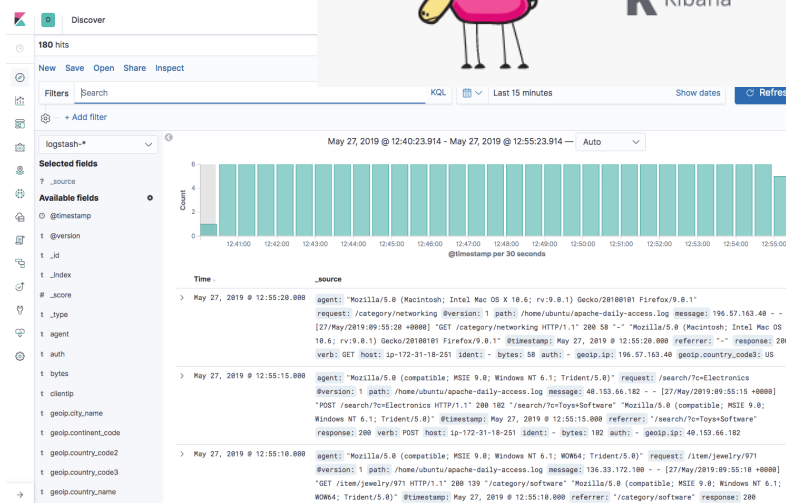 Kibana
D Discover
180 hits
New Save Open Share Inspect
Filters Search KQL Last 15 minutes Show dates Refres
+ Add filter
logstash-*
May 27, 2019 @ 12:40:23.914 - May 27, 2019 @ 12:55:23.914 — Auto
Selected fields
? _source
Available fields
@timestamp
t @version
t _id
t _index
# _score
t _type
t agent
t auth
t bytes
t clientip
t geoip.city_name
t geoip.continent_code
t geoip.country_code2
t geoip.country_code3
t geoip.country_name
Count
6
4
2
0
12:41:00 12:42:00 12:43:00 12:44:00 12:45:00 12:46:00 12:47:00 12:48:00 12:49:00 12:50:00 12:51:00 12:52:00 12:53:00 12:54:00 12:55:00
@timestamp per 30 seconds
Time _source
May 27, 2019 @ 12:55:20.000 agent: "Mozilla/5.0 (Macintosh; Intel Mac OS X 10.6; rv:9.0.1) Gecko/20100101 Firefox/9.0.1"
request: /category/networking @version: 1 path: /home/ubuntu/apache-daily-access.log message: 196.57.163.40 - -
[27/May/2019:09:55:20 +0000] "GET /category/networking HTTP/1.1" 200 58 "-" "Mozilla/5.0 (Macintosh; Intel Mac OS
10.6; rv:9.0.1) Gecko/20100101 Firefox/9.0.1" @timestamp: May 27, 2019 @ 12:55:20.000 referrer: "-" response: 200
verb: GET host: ip-172-31-18-251 ident: - bytes: 58 auth: - geoip.ip: 196.57.163.40 geoip.country_code3: US
May 27, 2019 @ 12:55:15.000 agent: "Mozilla/5.0 (compatible; MSIE 9.0; Windows NT 6.1; Trident/5.0)" request: /search/?c=Electronics
@version: 1 path: /home/ubuntu/apache-daily-access.log message: 40.153.66.182 - - [27/May/2019:09:55:15 +0000]
"POST /search/?c=Electronics HTTP/1.1" 200 102 "/search/?c=Toys+Software" "Mozilla/5.0 (compatible; MSIE 9.0;
Windows NT 6.1; Trident/5.0)" @timestamp: May 27, 2019 @ 12:55:15.000 referrer: "/search/?c=Toys+Software"
response: 200 verb: POST host: ip-172-31-18-251 ident: - bytes: 102 auth: - geoip.ip: 40.153.66.182
May 27, 2019 @ 12:55:10.000 agent: "Mozilla/5.0 (compatible; MSIE 9.0; Windows NT 6.1; WOW64; Trident/5.0)" request: /item/jewelry/971
@version: 1 path: /home/ubuntu/apache-daily-access.log message: 136.33.172.100 - - [27/May/2019:09:55:10 +0000]
"GET /item/jewelry/971 HTTP/1.1" 200 139 "/category/software" "Mozilla/5.0 (compatible; MSIE 9.0; Windows NT 6.1;
WOW64; Trident/5.0)" @timestamp: May 27, 2019 @ 12:55:10.000 referrer: "/category/software" response: 200